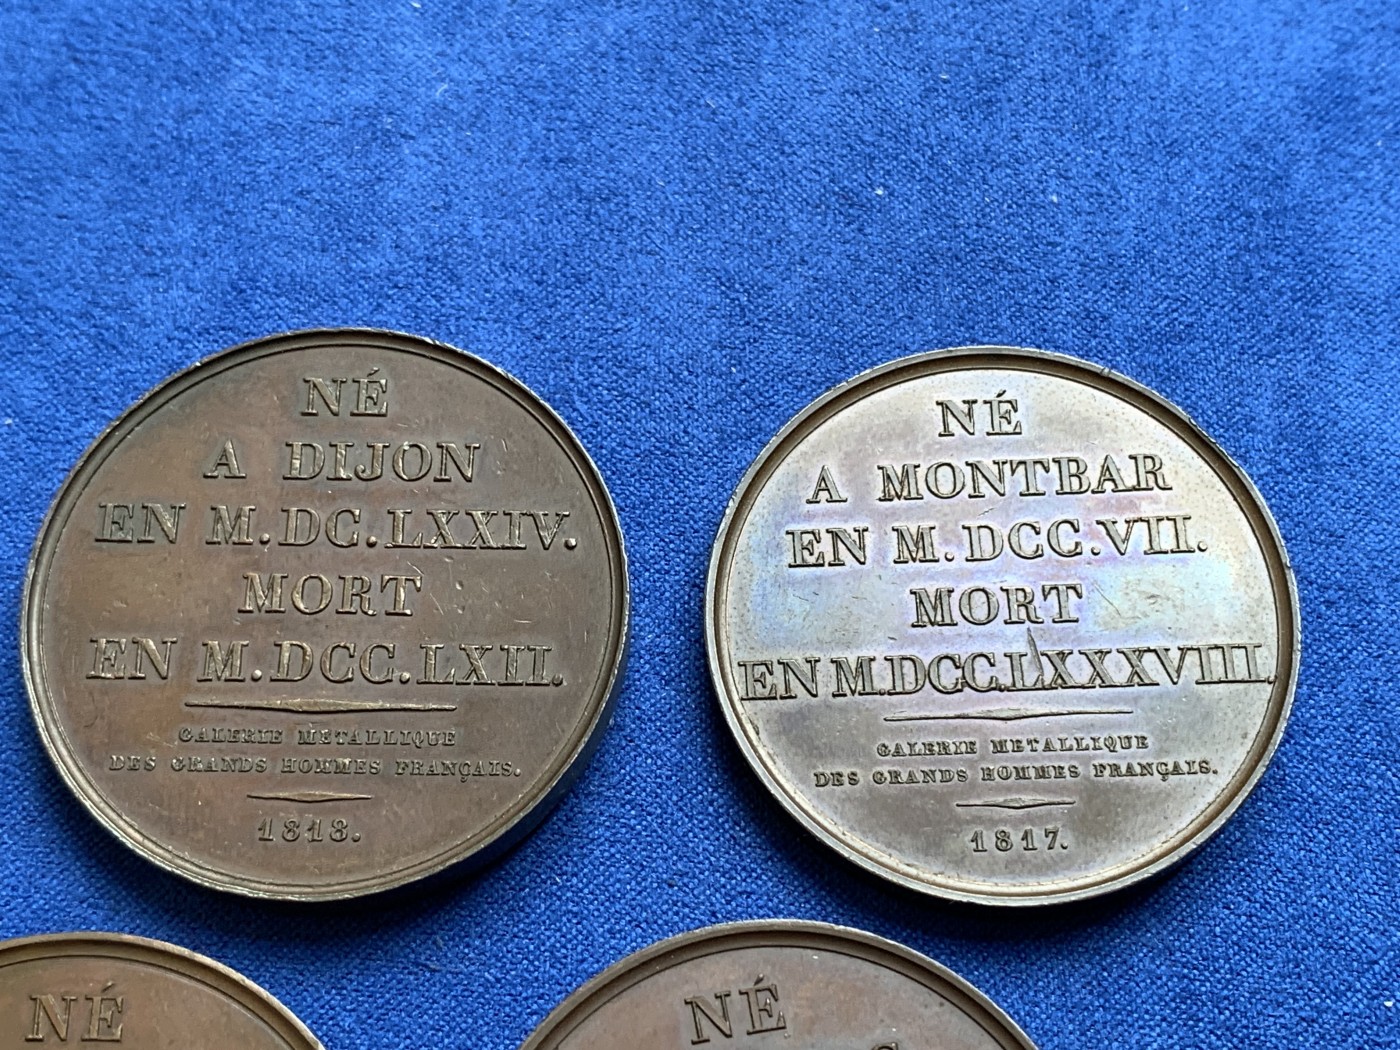 NÉ
A DIJON
EN M.DC.LXXIV.
MORT
EN M.DCC.LXII.
GALERIE METALLIQUE
DES GRANDS HOMMES FRANÇAIS.
1818.
NÉ
A MONTBAR
EN M.DCC.VII.
MORT
EN M.DCC.LXXXVIII.
GALERIE METALLIQUE
DES GRANDS HOMMES FRANÇAIS.
1817.
NÉ
NÉ